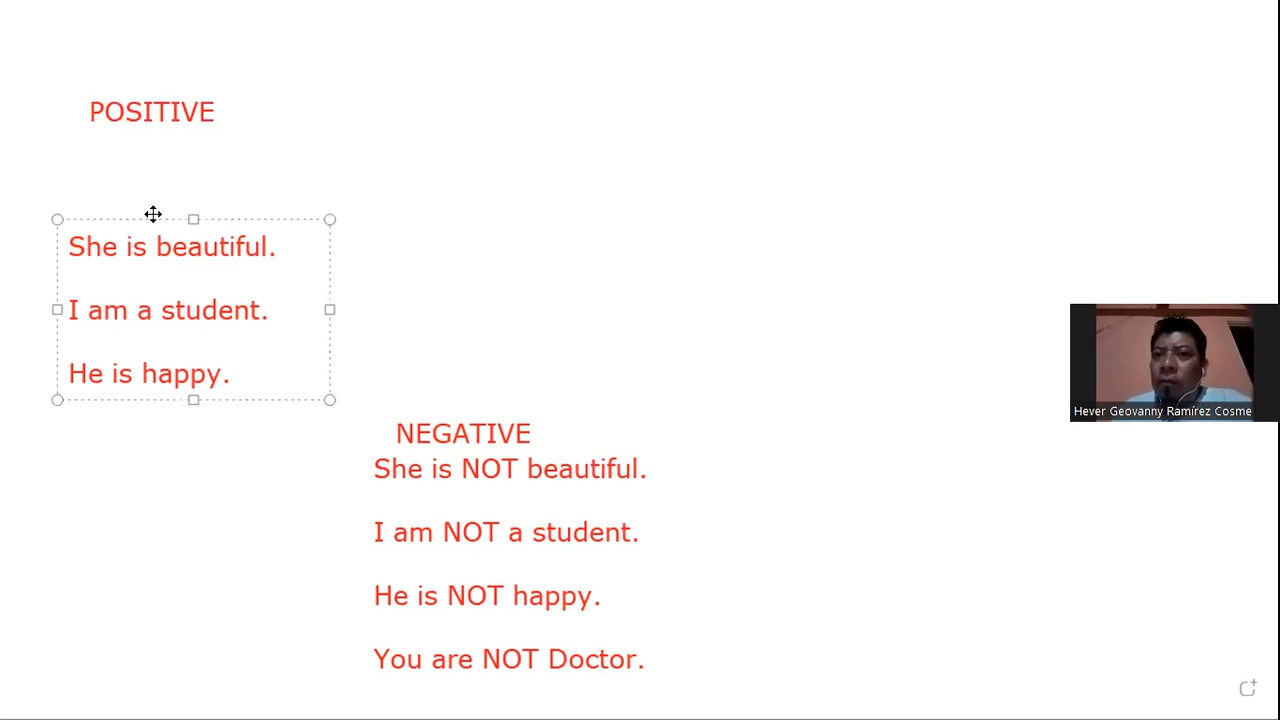 POSITIVE
She is beautiful.
I am a student.
He is happy.
Hever Geovanny Ramírez Cosme
NEGATIVE
She is NOT beautiful.
I am NOT a student.
He is NOT happy.
You are NOT Doctor.